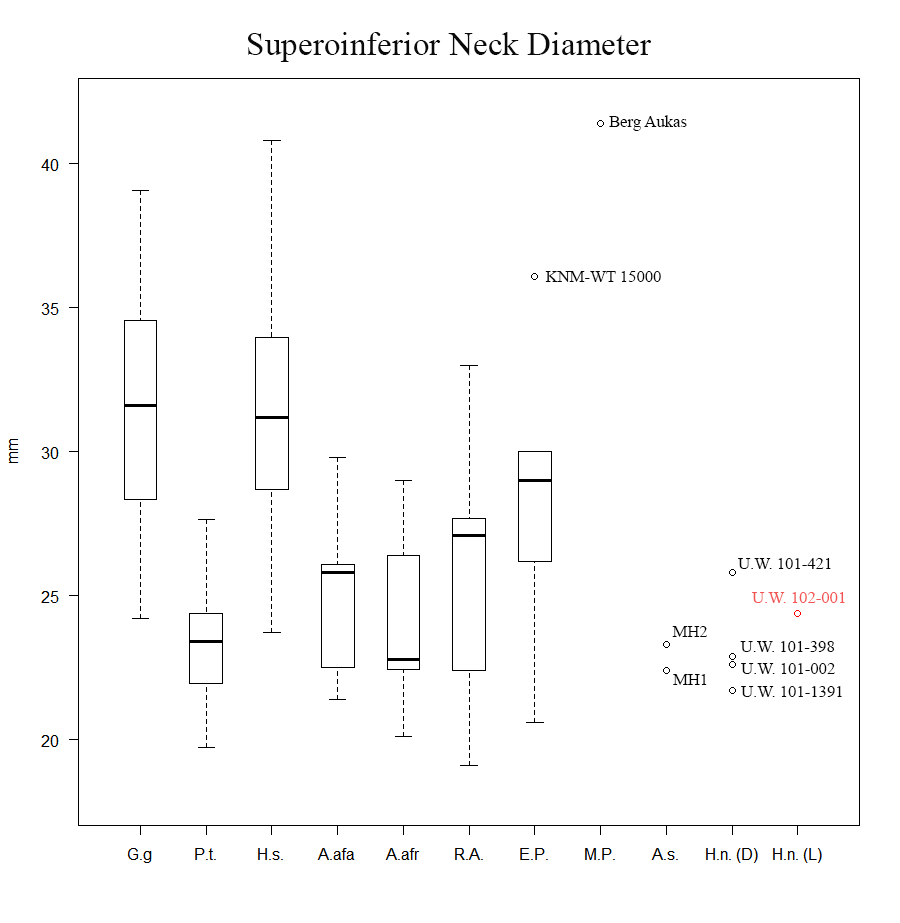 Superoinferior Neck Diameter
Berg Aukas
40
KNM-WT 15000
35
mm
30
U.W. 101-421
25
U.W. 102-001
MH2
U.W. 101-398
U.W. 101-002
MH1
U.W. 101-1391
20
G.g P.t. H.s. A.afa A.afr R.A. E.P. M.P. A.s. H.n. (D) H.n. (L)